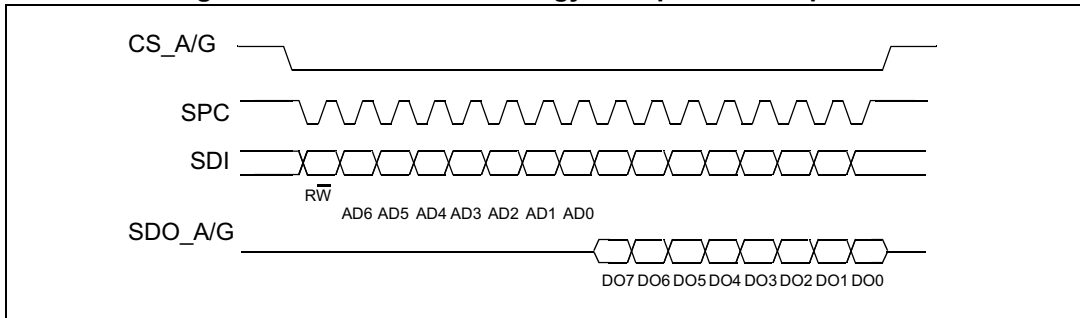 CS_A/G
SPC
SDI
RW̅
AD6 AD5 AD4 AD3 AD2 AD1 AD0
SDO_A/G
DO7 DO6 DO5 DO4 DO3 DO2 DO1 DO0